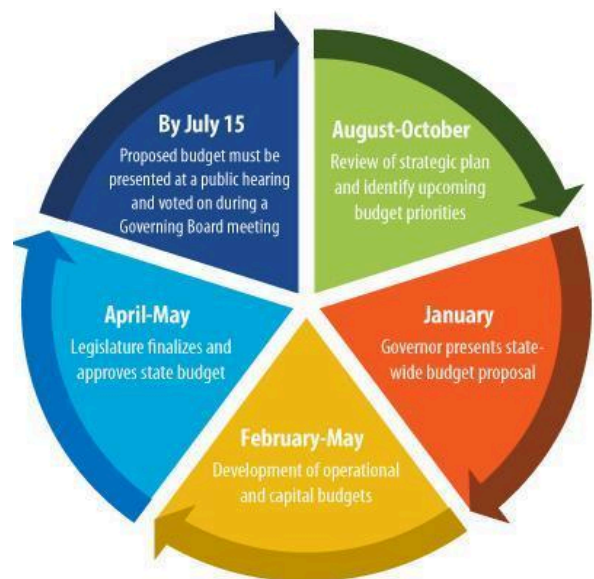 By July 15
Proposed budget must be
presented at a public hearing
and voted on during a
Governing Board meeting
August-October
Review of strategic plan
and identify upcoming
budget priorities
January
Governor presents state-
wide budget proposal
February-May
Development of operational
and capital budgets
April-May
Legislature finalizes and
approves state budget